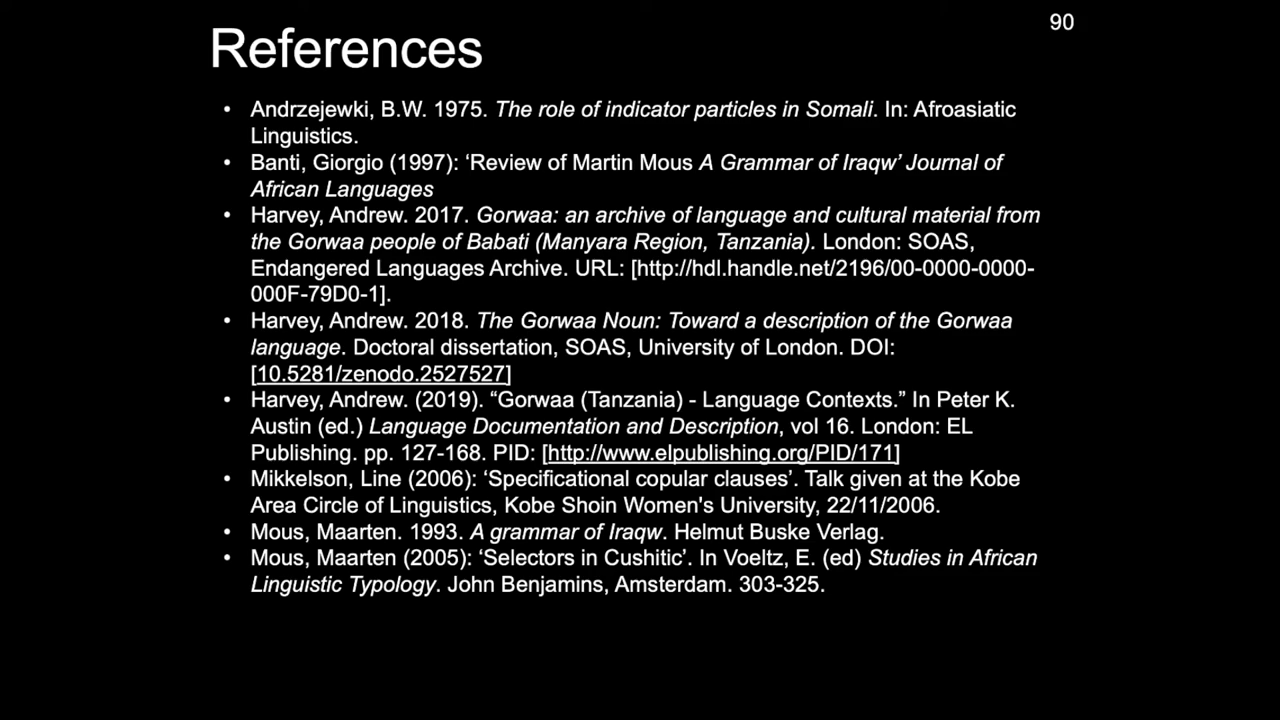 90
References
• Andrzejewki, B.W. 1975. The role of indicator particles in Somali. In: Afroasiatic
Linguistics.
• Banti, Giorgio (1997): ‘Review of Martin Mous A Grammar of Iraqw’ Journal of
African Languages
• Harvey, Andrew. 2017. Gorwaa: an archive of language and cultural material from
the Gorwaa people of Babati (Manyara Region, Tanzania). London: SOAS,
Endangered Languages Archive. URL: [http://hdl.handle.net/2196/00-0000-0000-
000F-79D0-1].
• Harvey, Andrew. 2018. The Gorwaa Noun: Toward a description of the Gorwaa
language. Doctoral dissertation, SOAS, University of London. DOI:
[10.5281/zenodo.2527527]
• Harvey, Andrew. (2019). “Gorwaa (Tanzania) - Language Contexts.” In Peter K.
Austin (ed.) Language Documentation and Description, vol 16. London: EL
Publishing. pp. 127-168. PID: [http://www.elpublishing.org/PID/171]
• Mikkelson, Line (2006): ‘Specificational copular clauses’. Talk given at the Kobe
Area Circle of Linguistics, Kobe Shoin Women's University, 22/11/2006.
• Mous, Maarten. 1993. A grammar of Iraqw. Helmut Buske Verlag.
• Mous, Maarten (2005): ‘Selectors in Cushitic’. In Voeltz, E. (ed) Studies in African
Linguistic Typology. John Benjamins, Amsterdam. 303-325.